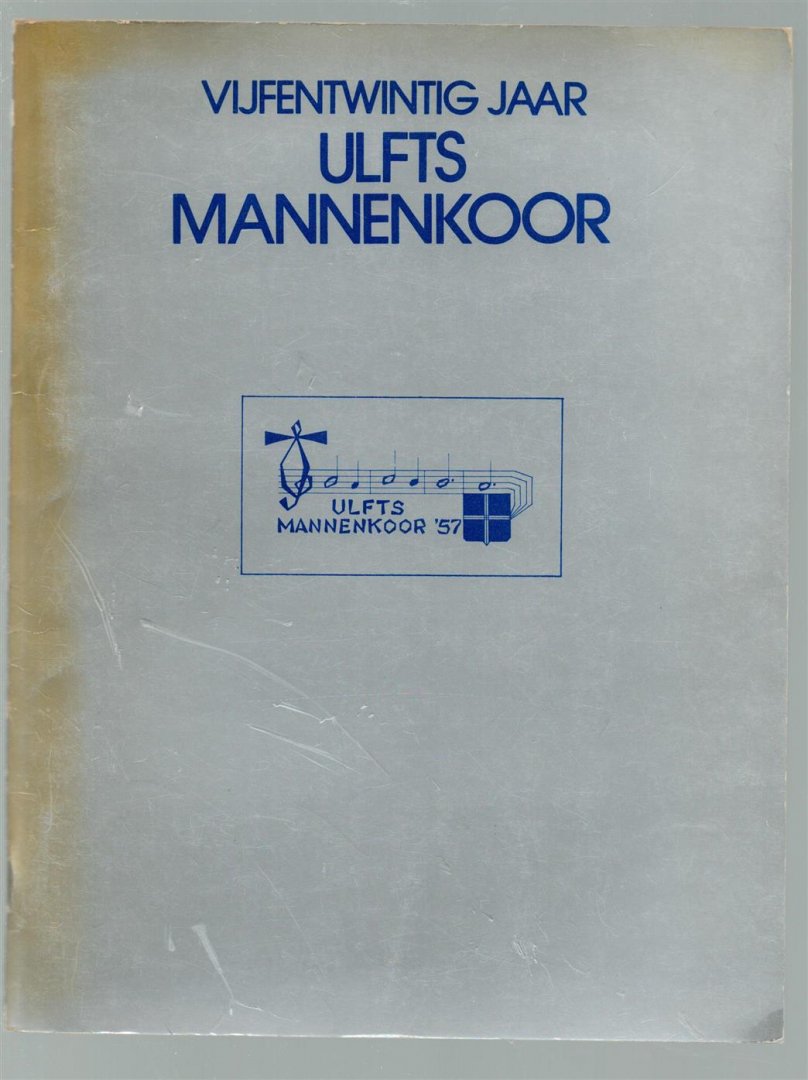 VIJFENTWINTIG JAAR
ULFTS
MANNENKOOR
ULFTS
MANNENKOOR '57